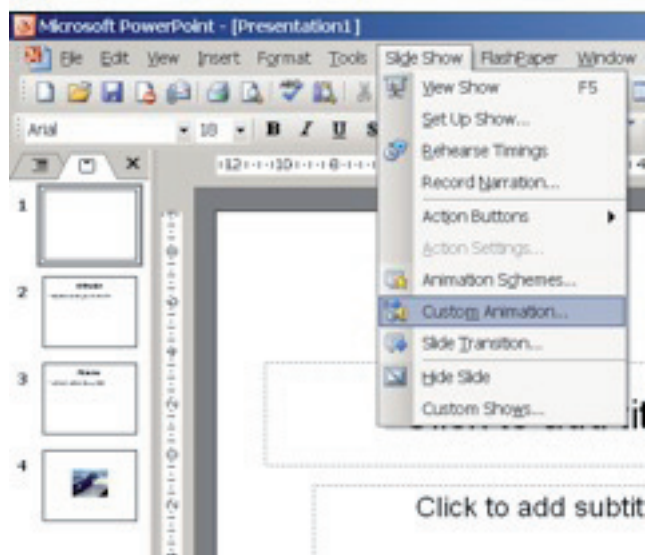 Microsoft PowerPoint - [Presentation1]
File Edit View Insert Format Tools Slide Show FlashPaper Window
Arial 18 B I U S
View Show F5
Set Up Show...
Rehearse Timings
Record Narration...
Action Buttons
Action Settings...
Animation Schemes...
Custom Animation...
Slide Transition...
Hide Slide
Custom Shows...
1
2
3
4
Click to add subtit